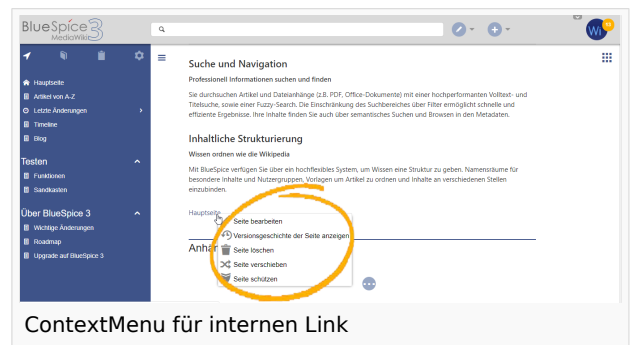 BlueSpice 3
MediaWiki
Wi
Hauptseite
Artikel von A-Z
Letzte Änderungen
Timeline
Blog
Testen
Funktionen
Sandkasten
Über BlueSpice 3
Wichtige Änderungen
Roadmap
Upgrade auf BlueSpice 3
Suche und Navigation
Professionell Informationen suchen und finden
Sie durchsuchen Artikel und Dateianhänge (z.B. PDF, Office-Dokumente) mit einer hochperformanten Volltext- und
Titelsuche, sowie einer Fuzzy-Search. Die Einschränkung des Suchbereiches über Filter ermöglicht schnelle und
effiziente Ergebnisse. Ihre Inhalte finden Sie auch über semantisches Suchen und Browsen in den Metadaten.
Inhaltliche Strukturierung
Wissen ordnen wie die Wikipedia
Mit BlueSpice verfügen Sie über ein hochflexibles System, um Wissen eine Struktur zu geben. Namensräume für
besondere Inhalte und Nutzergruppen, Vorlagen um Artikel zu ordnen und Inhalte an verschiedenen Stellen
einzubinden.
Hauptseite
Seite bearbeiten
Versionsgeschichte der Seite anzeigen
Seite löschen
Seite verschieben
Seite schützen
Anhär
ContextMenu für internen Link